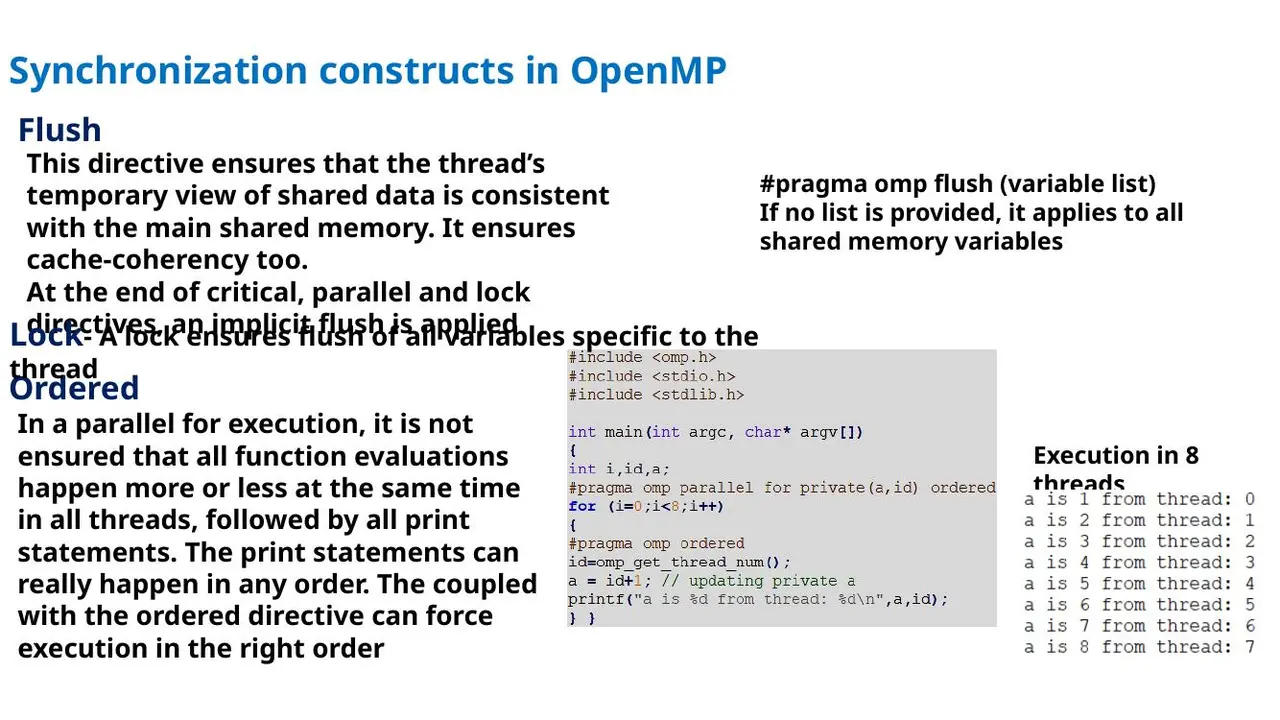 Synchronization constructs in OpenMP
Flush
This directive ensures that the thread’s
temporary view of shared data is consistent
with the main shared memory. It ensures
cache-coherency too.
At the end of critical, parallel and lock
directives, an implicit flush is applied
#pragma omp flush (variable list)
If no list is provided, it applies to all
shared memory variables
Lock- A lock ensures flush of all variables specific to the
thread
Ordered
In a parallel for execution, it is not
ensured that all function evaluations
happen more or less at the same time
in all threads, followed by all print
statements. The print statements can
really happen in any order. The coupled
with the ordered directive can force
execution in the right order
#include <omp.h>
#include <stdio.h>
#include <stdlib.h>
int main(int argc, char* argv[])
{
int i,id,a;
#pragma omp parallel for private(a,id) ordered
for (i=0;i<8;i++)
{
#pragma omp ordered
id=omp_get_thread_num();
a = id+1; // updating private a
printf("a is %d from thread: %d\n",a,id);
} }
Execution in 8
threads
a is 1 from thread: 0
a is 2 from thread: 1
a is 3 from thread: 2
a is 4 from thread: 3
a is 5 from thread: 4
a is 6 from thread: 5
a is 7 from thread: 6
a is 8 from thread: 7